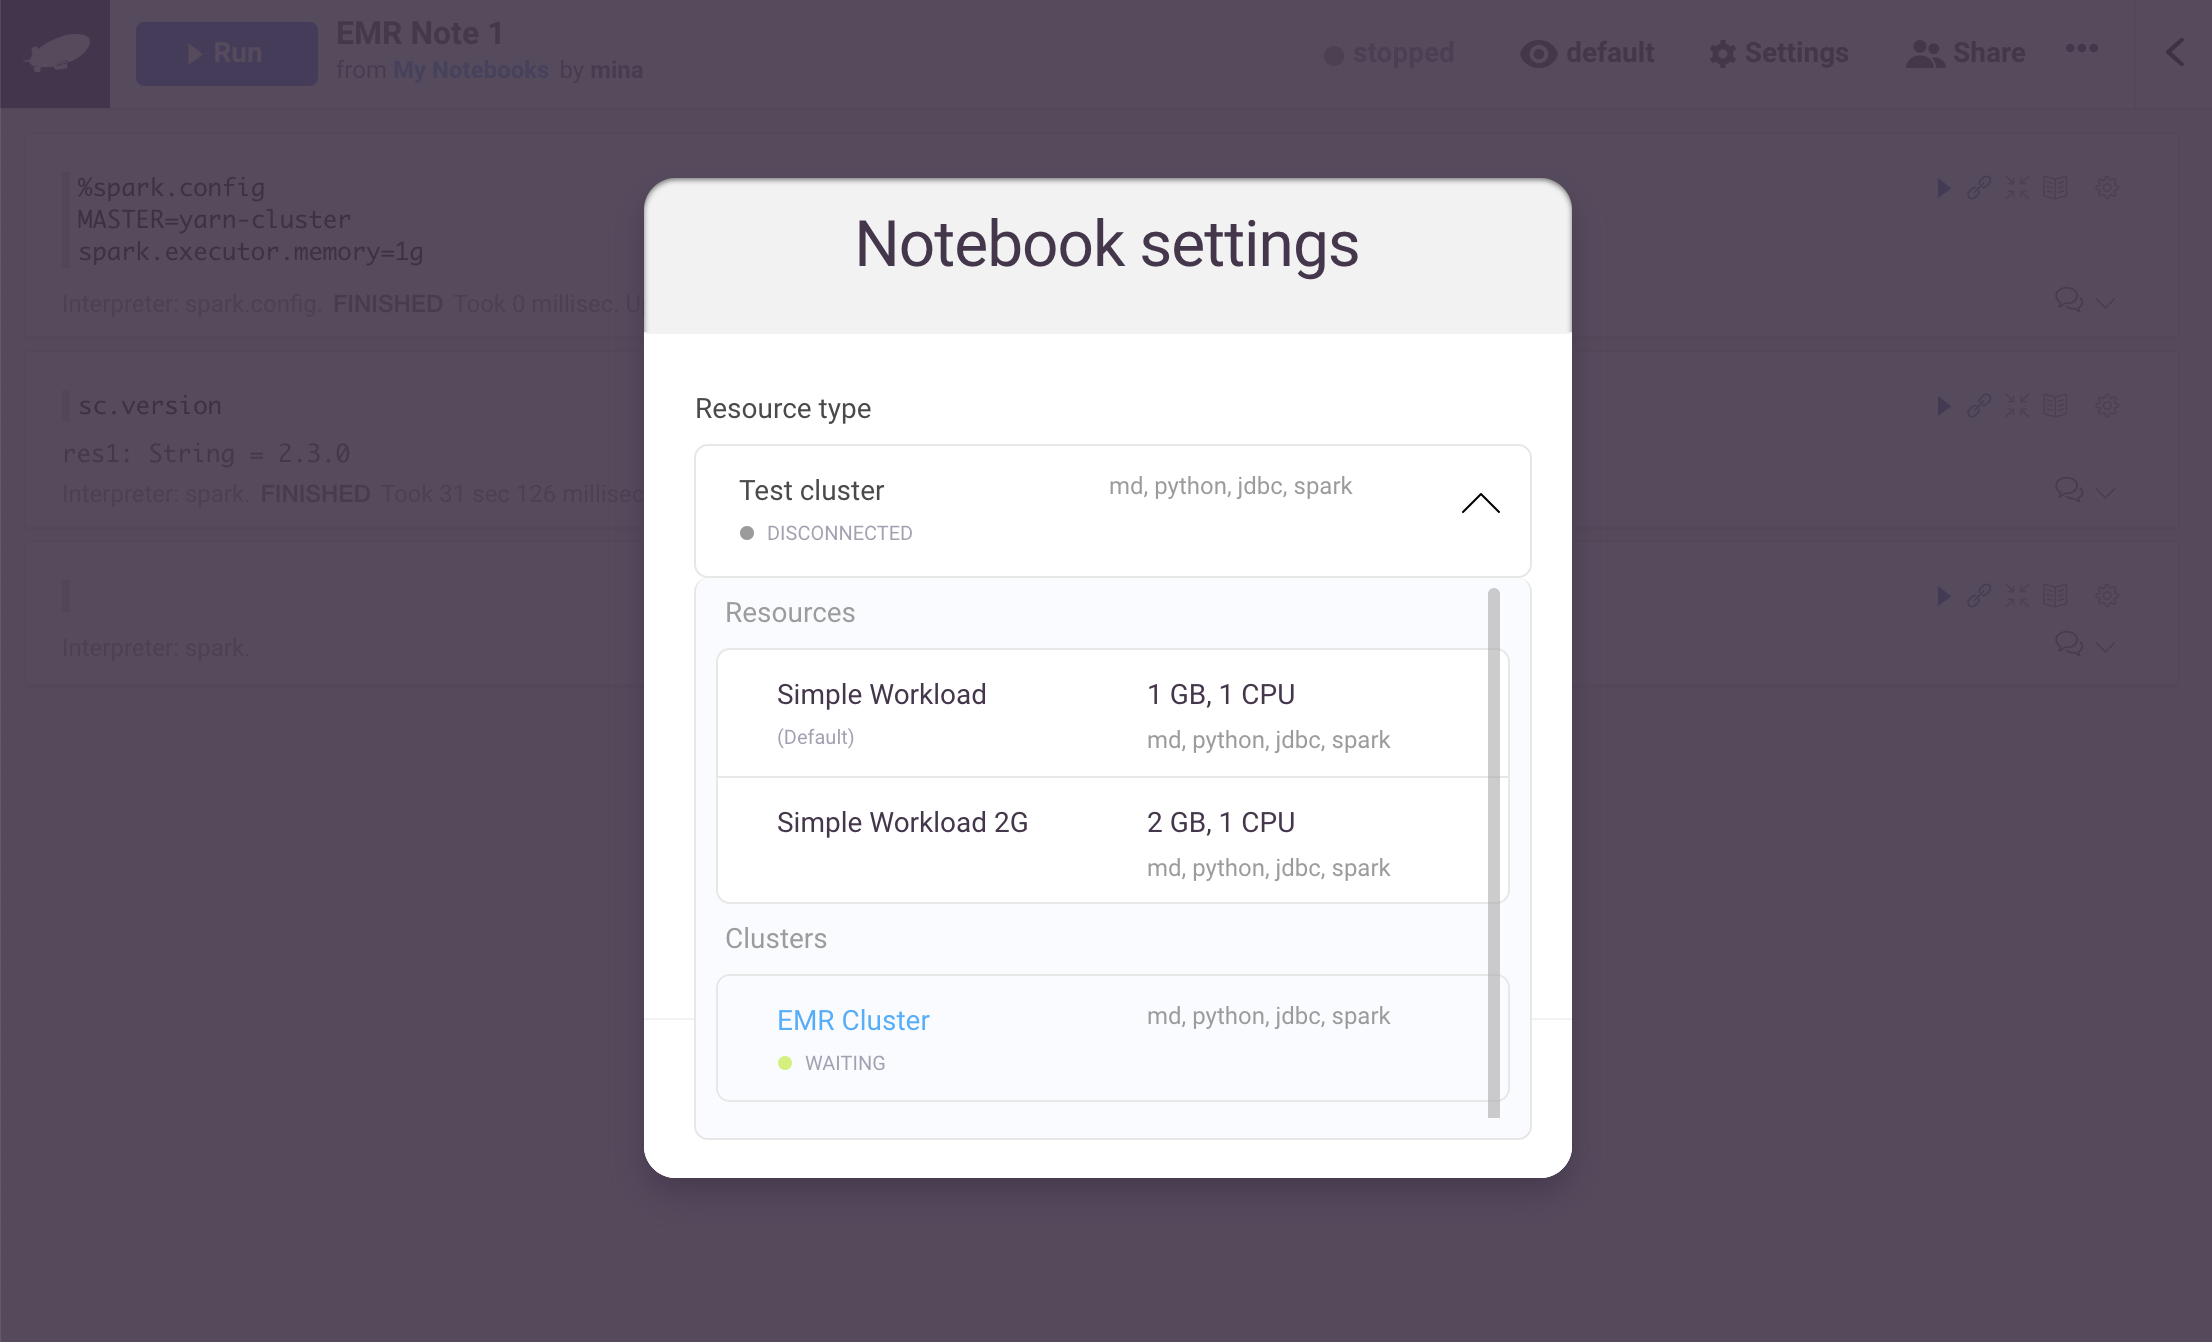 Run
EMR Note 1
from My Notebooks by mina
stopped
default
Settings
Share
%spark.config
MASTER=yarn-cluster
spark.executor.memory=1g
Interpreter: spark.config. FINISHED Took 0 millisec.
sc.version
res1: String = 2.3.0
Interpreter: spark. FINISHED Took 31 sec 126 millisec
Interpreter: spark.
Notebook settings
Resource type
Test cluster
md, python, jdbc, spark
DISCONNECTED
Resources
Simple Workload
1 GB, 1 CPU
(Default)
md, python, jdbc, spark
Simple Workload 2G
2 GB, 1 CPU
md, python, jdbc, spark
Clusters
EMR Cluster
md, python, jdbc, spark
WAITING